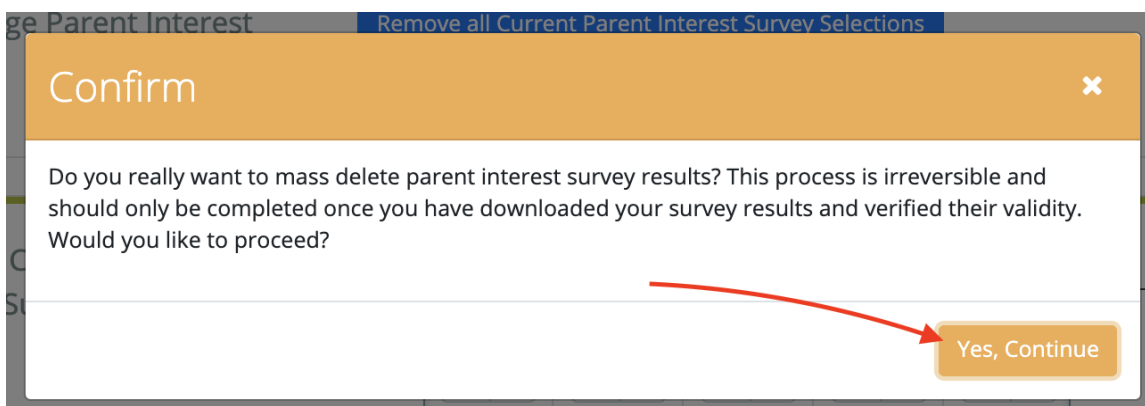 ge Parent Interest
Remove all Current Parent Interest Survey Selections
Confirm
Do you really want to mass delete parent interest survey results? This process is irreversible and
should only be completed once you have downloaded your survey results and verified their validity.
Would you like to proceed?
C
Su
Yes, Continue